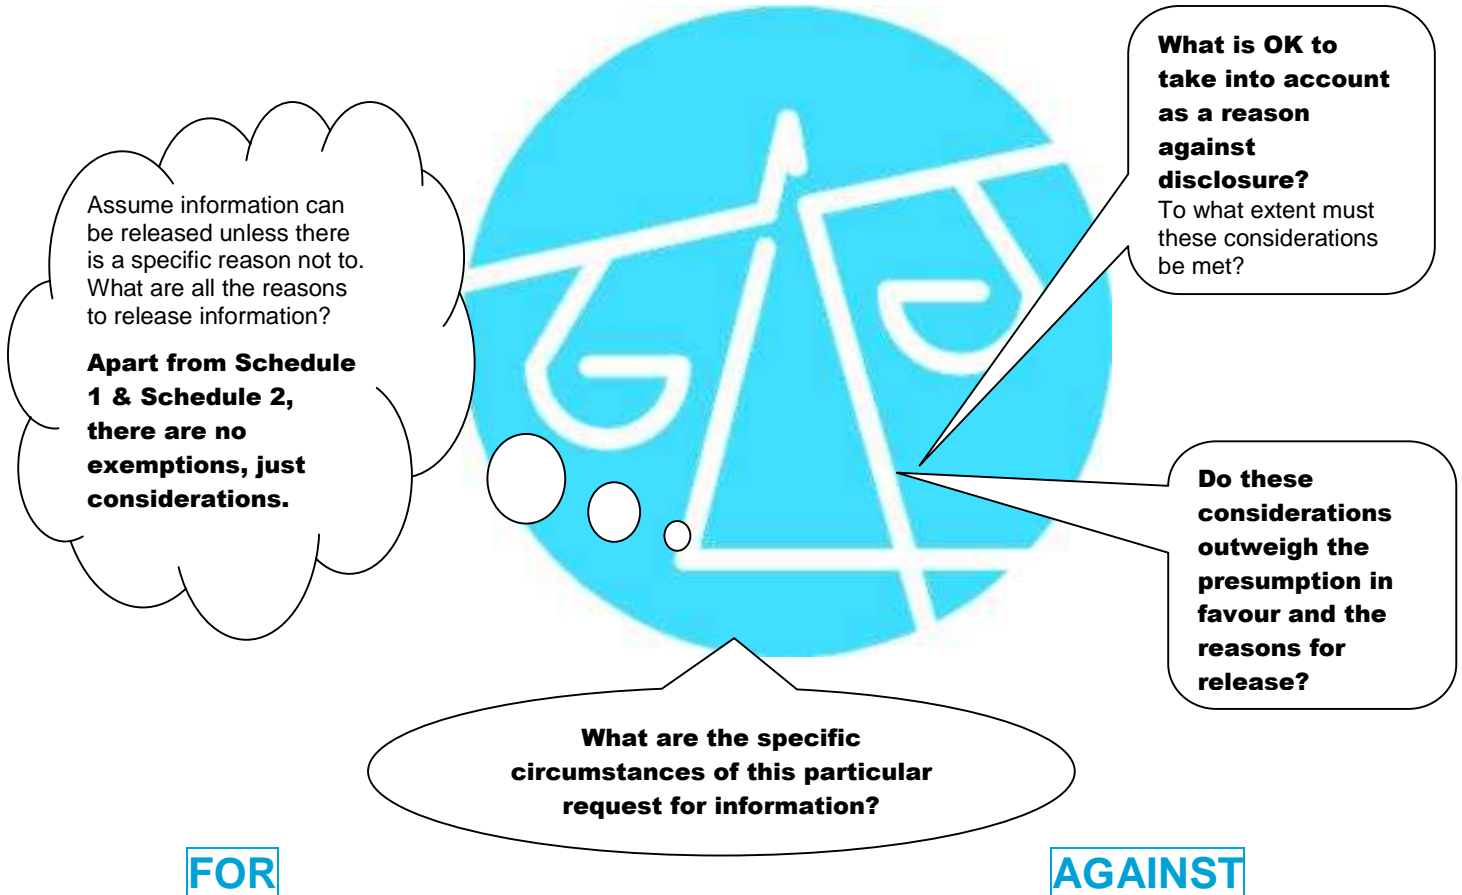 What is OK to
take into account
as a reason
against
disclosure?
To what extent must
these considerations
be met?
Assume information can
be released unless there
is a specific reason not to.
What are all the reasons
to release information?
Apart from Schedule
1 & Schedule 2,
there are no
exemptions, just
considerations.
Do these
considerations
outweigh the
presumption in
favour and the
reasons for
release?
What are the specific
circumstances of this particular
request for information?
FOR
AGAINST